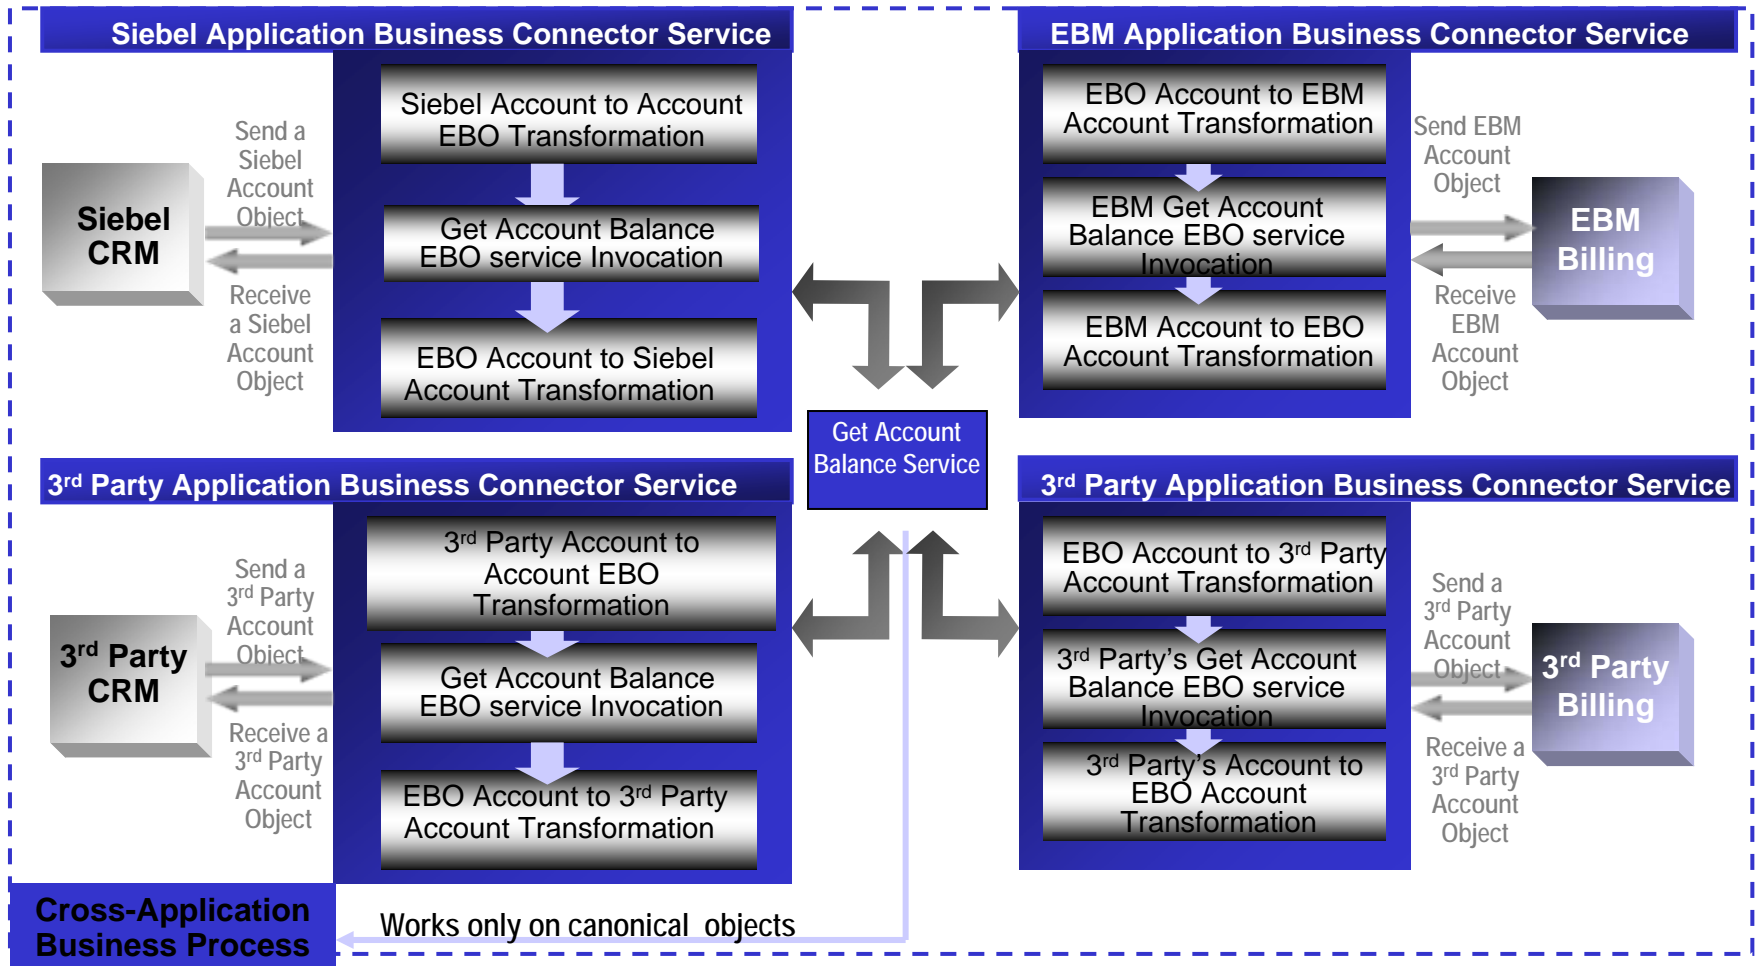 Siebel Application Business Connector Service
Siebel Account to Account
EBO Transformation
Get Account Balance
EBO service Invocation
EBO Account to Siebel
Account Transformation
Send a
Siebel
Account
Object
Siebel
CRM
Receive
a Siebel
Account
Object
EBM Application Business Connector Service
EBO Account to EBM
Account Transformation
EBM Get Account
Balance EBO service
Invocation
EBM Account to EBO
Account Transformation
Send EBM
Account
Object
EBM
Billing
Receive
EBM
Account
Object
Get Account
Balance Service
3rd Party Application Business Connector Service
3rd Party Account to
Account EBO
Transformation
Get Account Balance
EBO service Invocation
EBO Account to 3rd Party
Account Transformation
Send a
3rd Party
Account
Object
3rd Party
CRM
Receive a
3rd Party
Account
Object
3rd Party Application Business Connector Service
EBO Account to 3rd Party
Account Transformation
3rd Party’s Get Account
Balance EBO service
Invocation
3rd Party’s Account to
EBO Account
Transformation
Send a
3rd Party
Account
Object
3rd Party
Billing
Receive a
3rd Party
Account
Object
Cross-Application
Business Process
Works only on canonical objects